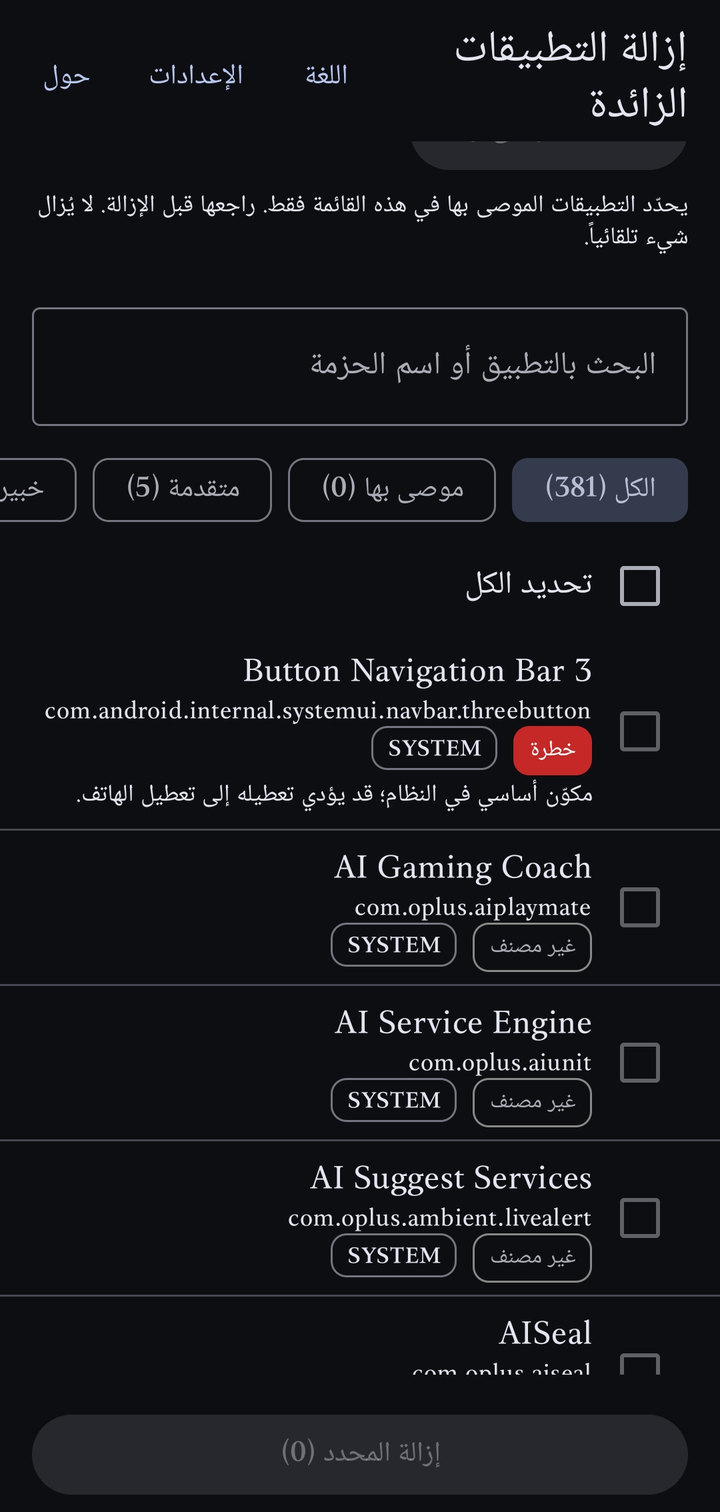 إزالة التطبيقات
الزائدة
اللغة
الإعدادات
حول
يحدّد التطبيقات الموصى بها في هذه القائمة فقط. راجعها قبل الإزالة. لا يُزال
شيء تلقائياً.
البحث بالتطبيق أو اسم الحزمة
الكل (381)
موصى بها (0)
متقدمة (5)
خبير
تحديد الكل
3 Button Navigation Bar
com.android.internal.systemui.navbar.threebutton
خطرة
SYSTEM
مكوّن أساسي في النظام؛ قد يؤدي تعطيله إلى تعطيل الهاتف.
AI Gaming Coach
com.oplus.aiplaymate
غير مصنف
SYSTEM
AI Service Engine
com.oplus.aiunit
غير مصنف
SYSTEM
AI Suggest Services
com.oplus.ambient.livealert
غير مصنف
SYSTEM
AISeal
com.oplus.aiseal
إزالة المحدد (0)